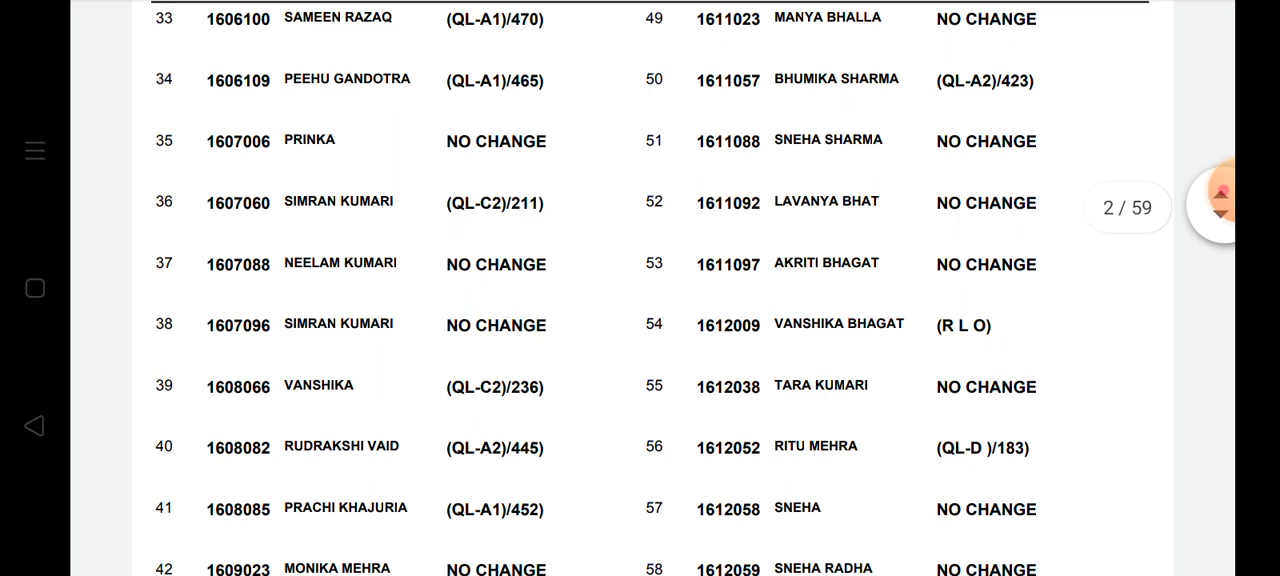 33 1606100 SAMEEN RAZAQ (QL-A1)/470) 49 1611023 MANYA BHALLA NO CHANGE
34 1606109 PEEHU GANDOTRA (QL-A1)/465) 50 1611057 BHUMIKA SHARMA (QL-A2)/423)
35 1607006 PRINKA NO CHANGE 51 1611088 SNEHA SHARMA NO CHANGE
36 1607060 SIMRAN KUMARI (QL-C2)/211) 52 1611092 LAVANYA BHAT NO CHANGE
2 / 59
37 1607088 NEELAM KUMARI NO CHANGE 53 1611097 AKRITI BHAGAT NO CHANGE
38 1607096 SIMRAN KUMARI NO CHANGE 54 1612009 VANSHIKA BHAGAT (R L O)
39 1608066 VANSHIKA (QL-C2)/236) 55 1612038 TARA KUMARI NO CHANGE
40 1608082 RUDRAKSHI VAID (QL-A2)/445) 56 1612052 RITU MEHRA (QL-D )/183)
41 1608085 PRACHI KHAJURIA (QL-A1)/452) 57 1612058 SNEHA NO CHANGE
42 1609023 MONIKA MEHRA NO CHANGE 58 1612059 SNEHA RADHA NO CHANGE